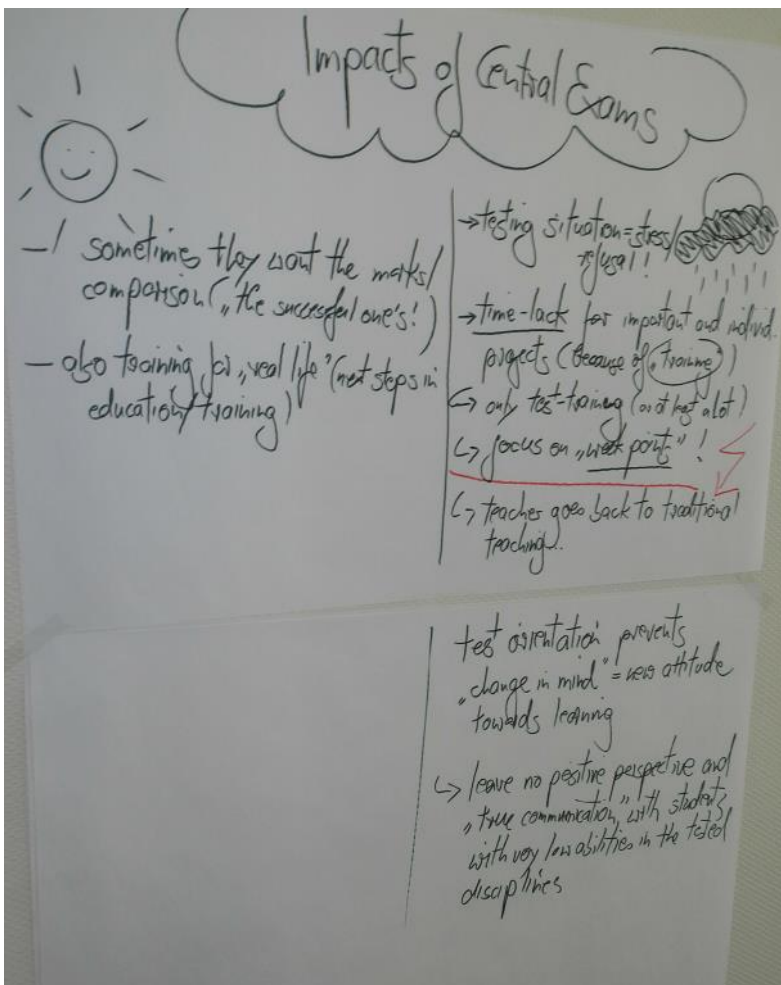 Impacts of Central Exams
– sometimes they want the marks/
comparison („the successful one's!)
– also training for „real life" (next steps in
education/training)
→ testing situation = stress/
refusal!
→ time-lack for important and individ.
projects (because of „training")
↳ only test-training (or at least a lot)
↳ focus on „weak points" !
↳ teacher goes back to traditional
teaching..
test orientation prevents
„change in mind" = new attitude
towards learning
↳ leave no positive perspective and
„true communication" with students
with very low abilities in the tested
disciplines